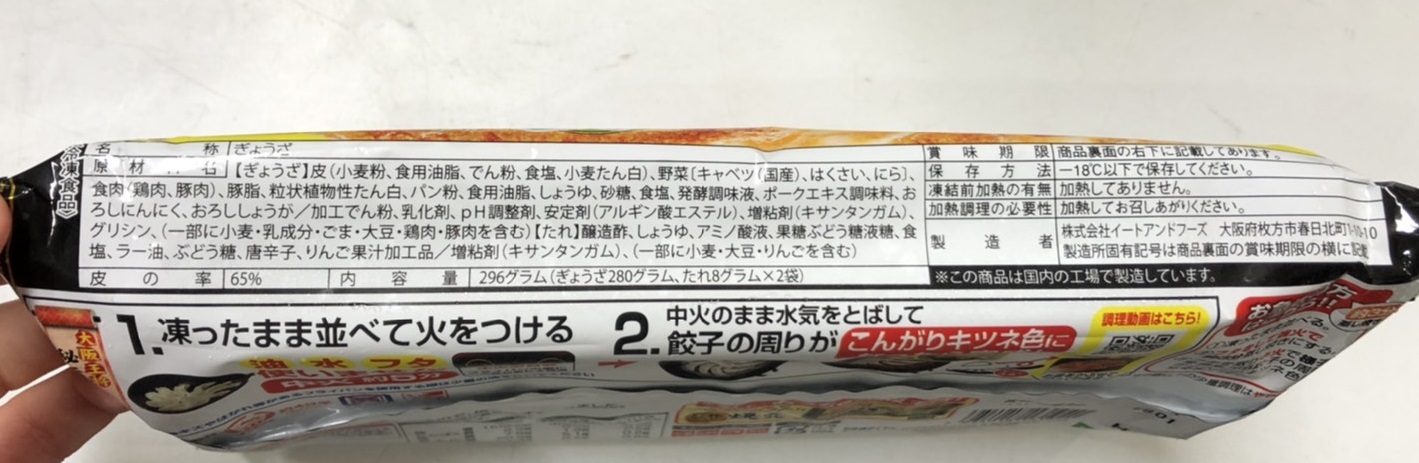 冷凍食品
名称 ぎょうざ
原材料名 【ぎょうざ】皮(小麦粉、食用油脂、でん粉、食塩、小麦たん白)、野菜〔キャベツ(国産)、はくさい、にら〕、
食肉(鶏肉、豚肉)、豚脂、粒状植物性たん白、パン粉、食用油脂、しょうゆ、砂糖、食塩、発酵調味液、ポークエキス調味料、お
ろしにんにく、おろししょうが／加工でん粉、乳化剤、pH調整剤、安定剤(アルギン酸エステル)、増粘剤(キサンタンガム)、
グリシン、(一部に小麦・乳成分・ごま・大豆・鶏肉・豚肉を含む)【たれ】醸造酢、しょうゆ、アミノ酸液、果糖ぶどう糖液糖、食
塩、ラー油、ぶどう糖、唐辛子、りんご果汁加工品／増粘剤(キサンタンガム)、(一部に小麦・大豆・りんごを含む)
皮の率 65% 内容量 296グラム(ぎょうざ280グラム、たれ8グラム×2袋)
賞味期限 商品裏面の右下に記載してあります。
保存方法 −18℃以下で保存してください。
凍結前加熱の有無 加熱してありません。
加熱調理の必要性 加熱してお召しあがりください。
製造者 株式会社イートアンドフーズ 大阪府枚方市春日北町1-10-10
製造所固有記号は商品裏面の賞味期限の横に記載
※この商品は国内の工場で製造しています。
1. 凍ったまま並べて火をつける
油 水 フタ
2. 中火のまま水気をとばして
餃子の周りがこんがりキツネ色に
調理動画はこちら!
大阪王将